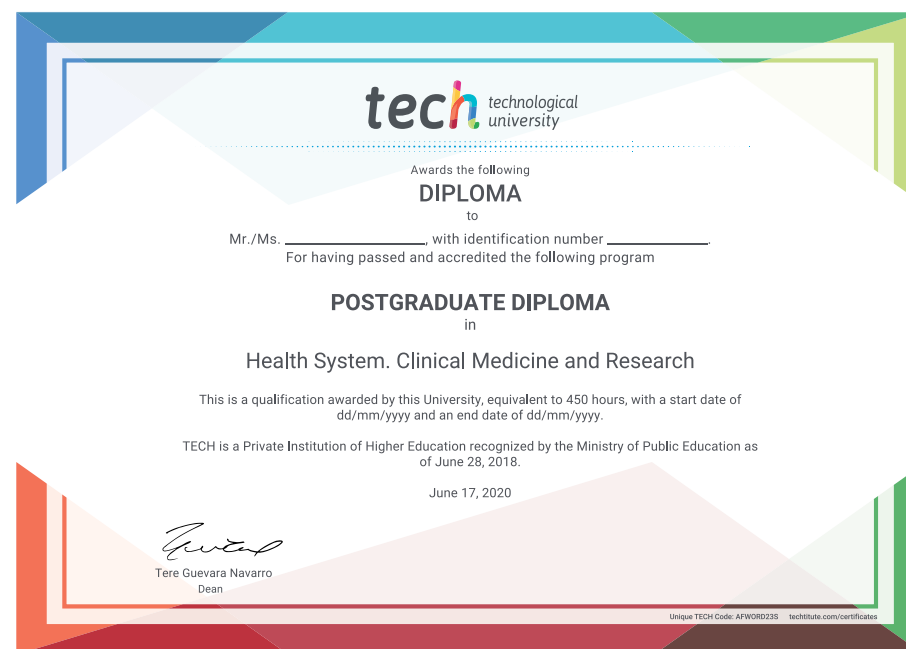 tech technological
university
Awards the following
DIPLOMA
to
Mr./Ms. ____________________, with identification number ______________.
For having passed and accredited the following program
POSTGRADUATE DIPLOMA
in
Health System. Clinical Medicine and Research
This is a qualification awarded by this University, equivalent to 450 hours, with a start date of
dd/mm/yyyy and an end date of dd/mm/yyyy.
TECH is a Private Institution of Higher Education recognized by the Ministry of Public Education as
of June 28, 2018.
June 17, 2020
Tere Guevara Navarro
Dean
Unique TECH Code: AFWORD23S techtitute.com/certificates